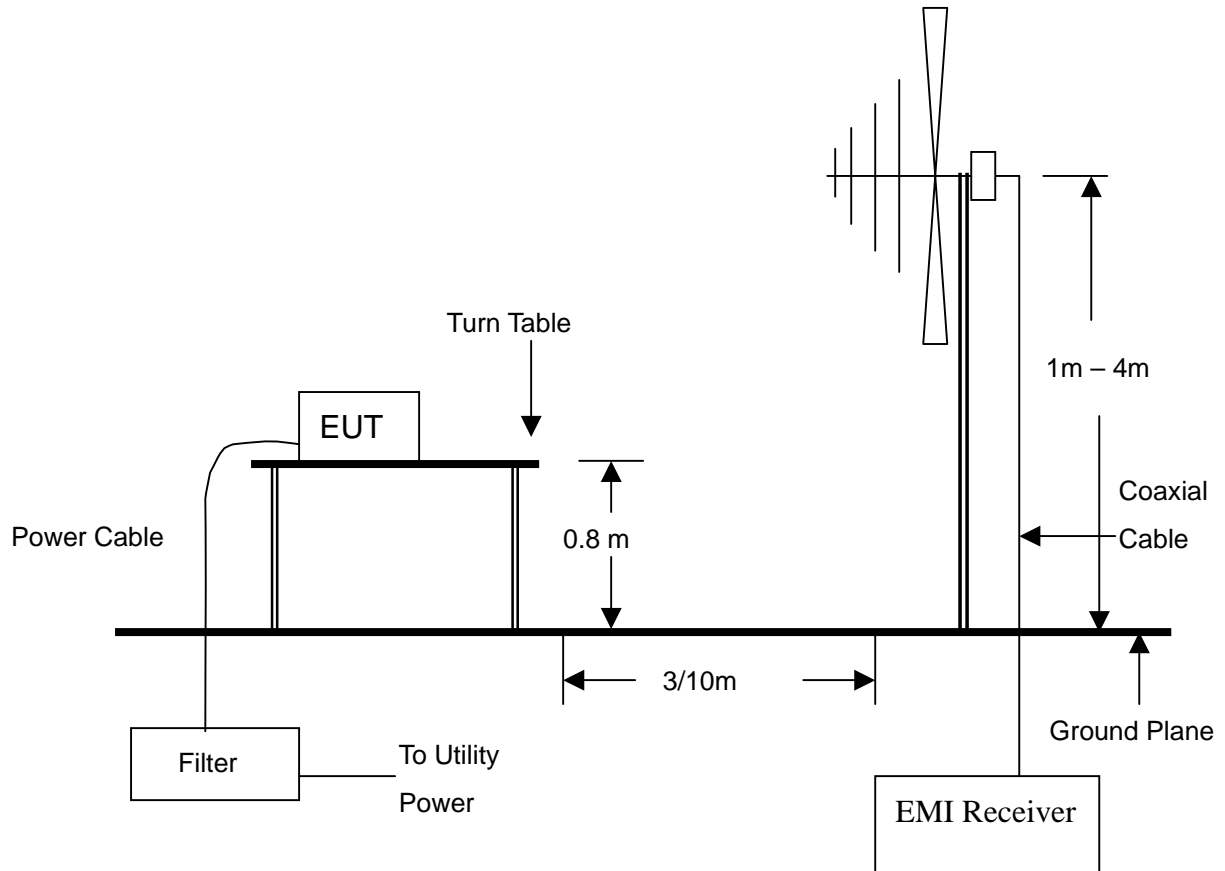 Turn Table
1m – 4m
EUT
Coaxial
Cable
Power Cable
0.8 m
3/10m
Ground Plane
Filter
To Utility
Power
EMI Receiver